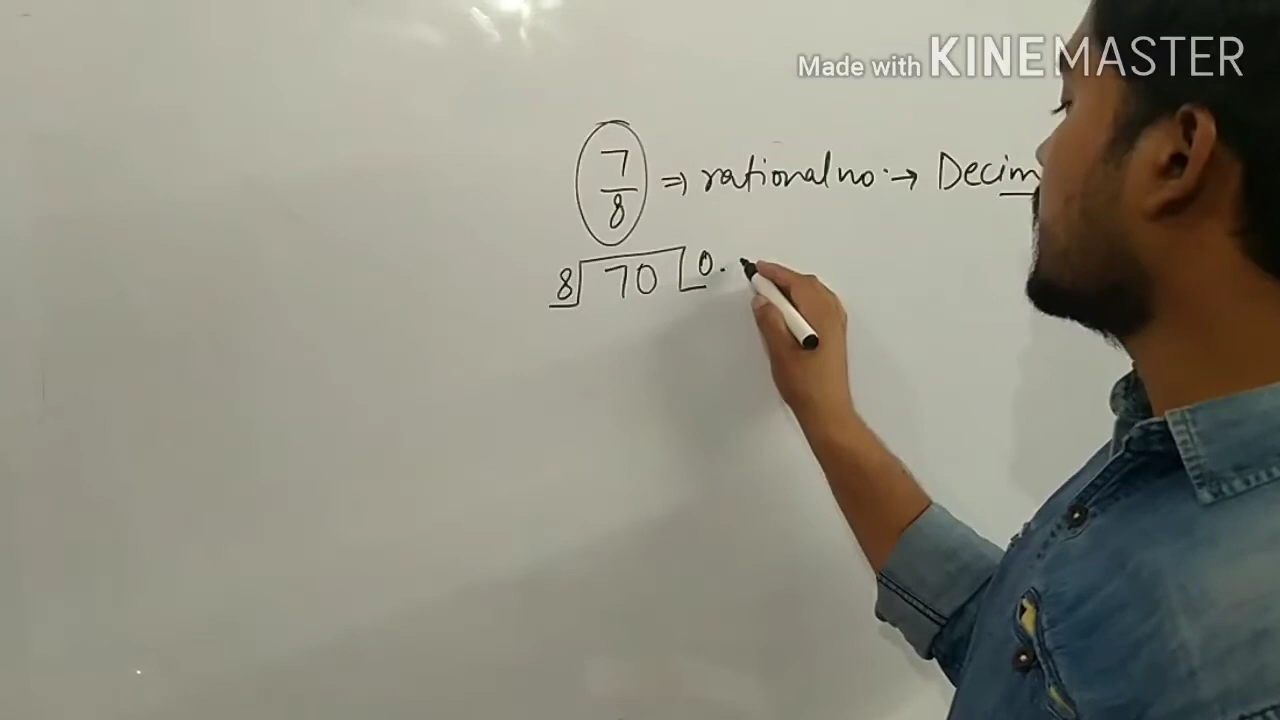 Made with KINEMASTER
7
8
⇒ rational no. → Decim
8 70 0.